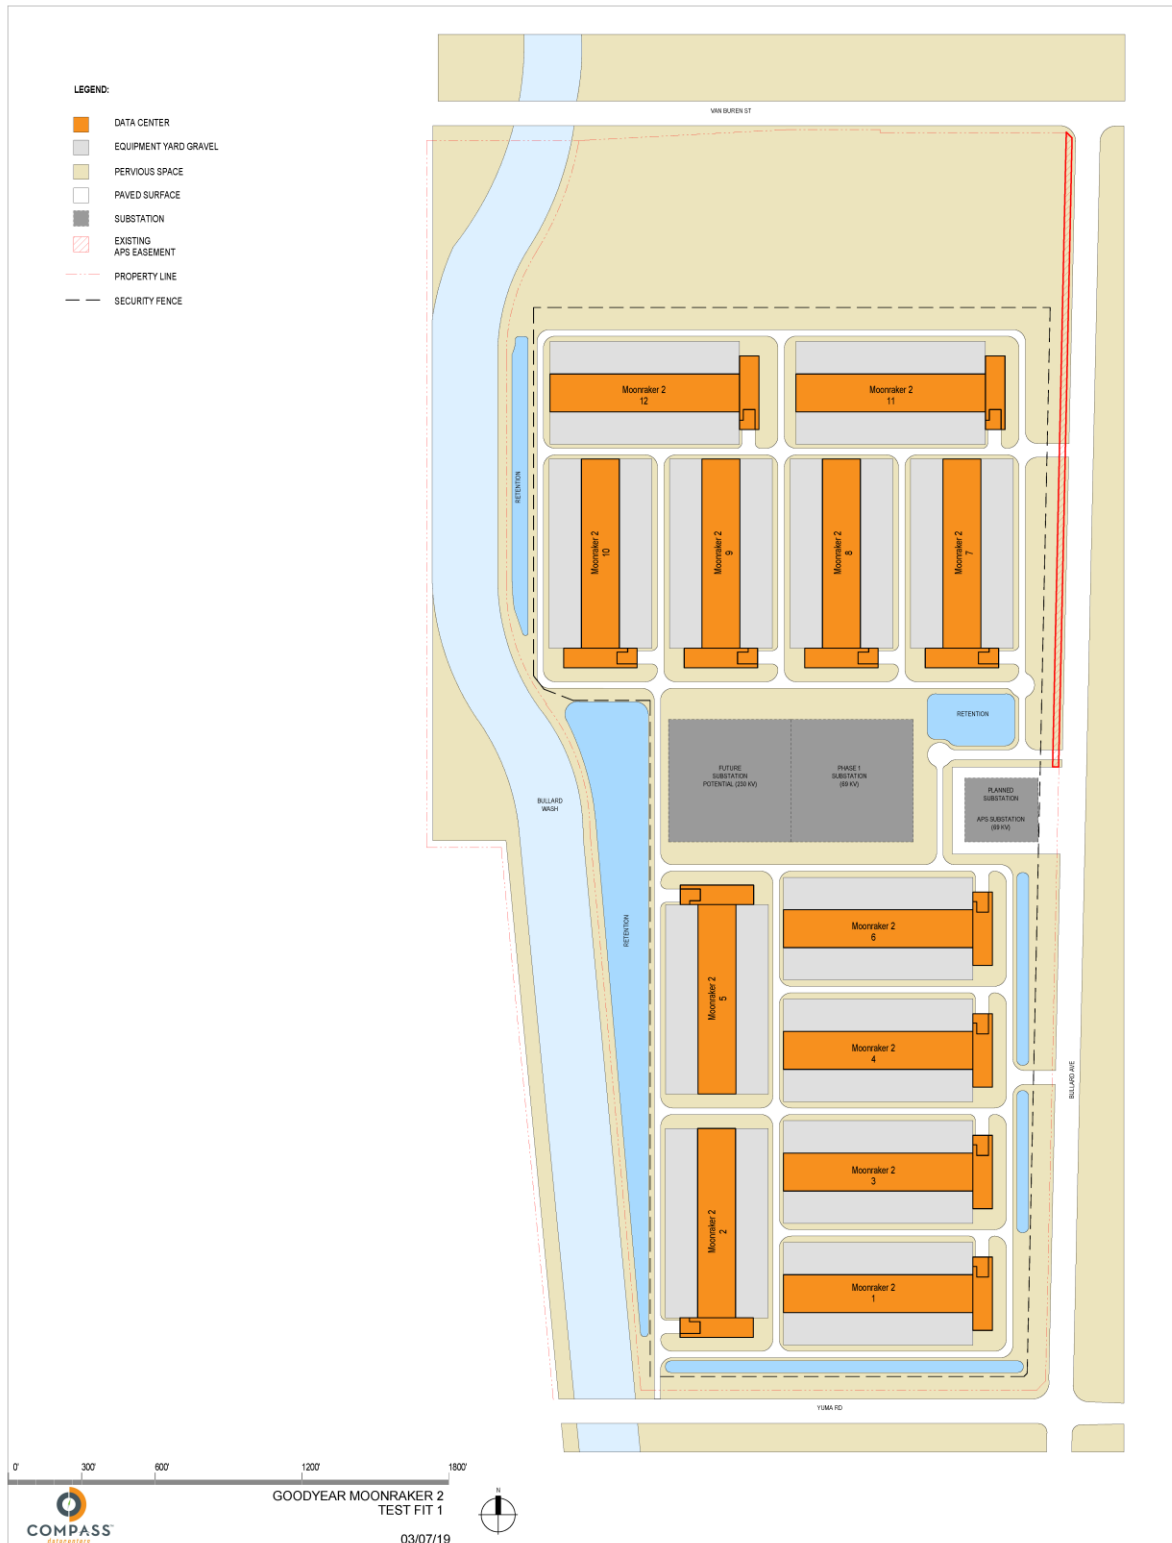 VAN BUREN ST
LEGEND:
DATA CENTER
EQUIPMENT YARD GRAVEL
PERVIOUS SPACE
PAVED SURFACE
SUBSTATION
EXISTING
APS EASEMENT
PROPERTY LINE
SECURITY FENCE
Moonraker 2
12
Moonraker 2
11
RETENTION
Moonraker 2
10
Moonraker 2
9
Moonraker 2
8
Moonraker 2
7
RETENTION
FUTURE
SUBSTATION
POTENTIAL (230 KV)
PHASE 1
SUBSTATION
(69 KV)
PLANNED
SUBSTATION
APS SUBSTATION
(69 KV)
BULLARD
WASH
RETENTION
Moonraker 2
6
Moonraker 2
5
Moonraker 2
4
BULLARD AVE
Moonraker 2
3
Moonraker 2
2
Moonraker 2
1
YUMA RD
0' 300' 600' 1200' 1800'
GOODYEAR MOONRAKER 2
TEST FIT 1
03/07/19
N
COMPASS
datacenters